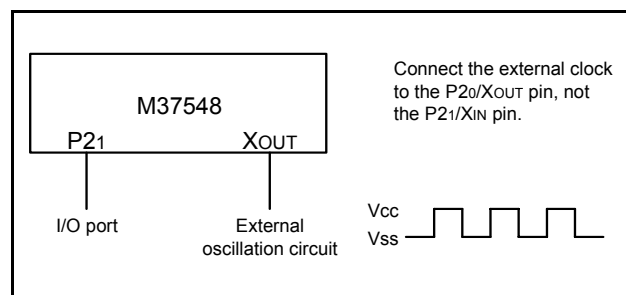 M37548
P21 XOUT
I/O port
External
oscillation circuit
Connect the external clock
to the P20/XOUT pin, not
the P21/XIN pin.
Vcc
Vss